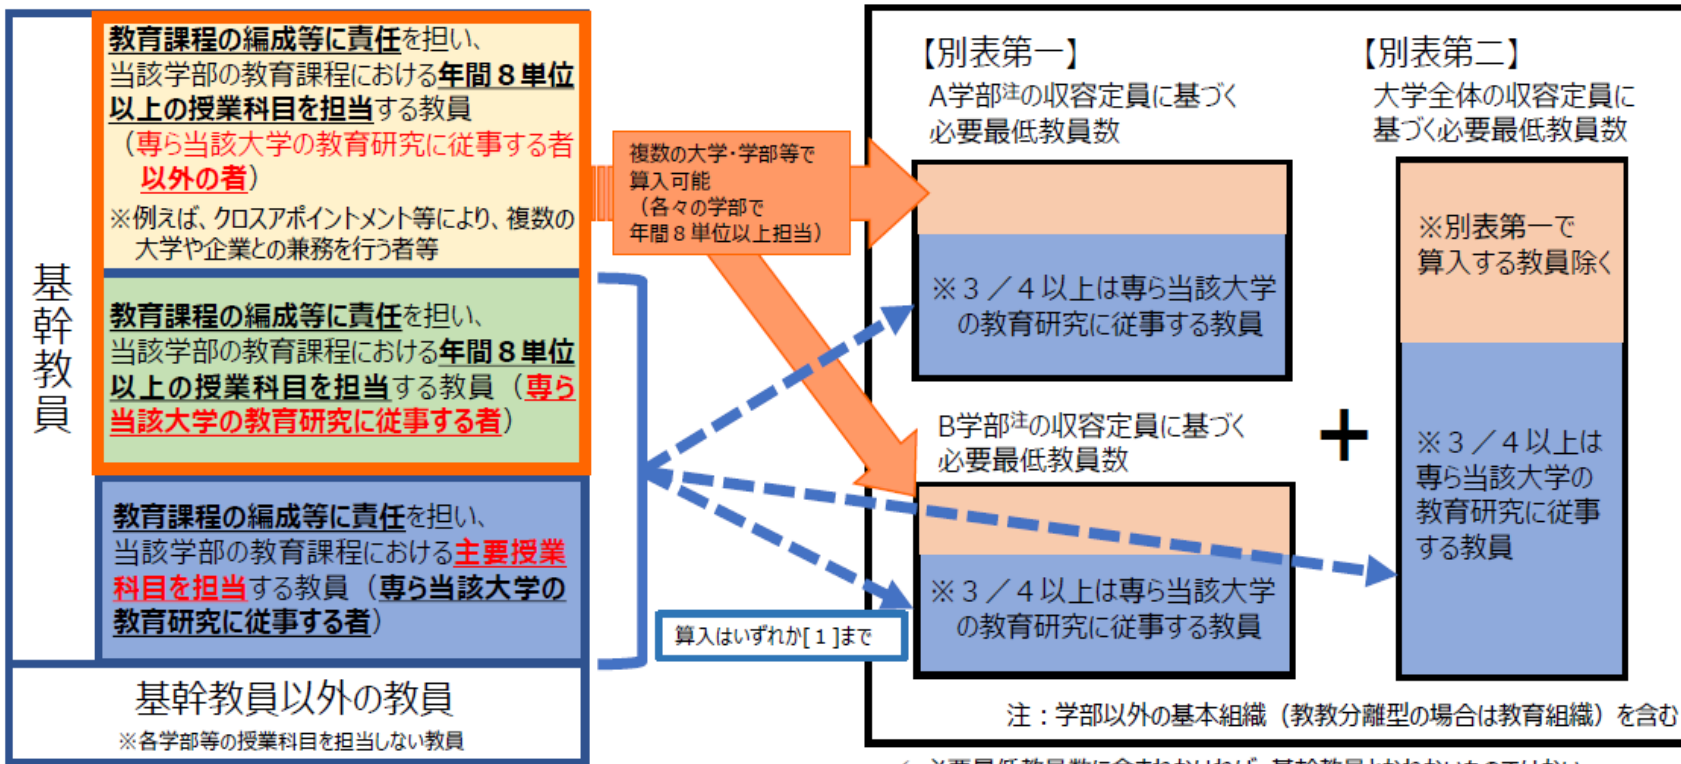 基幹教員
教育課程の編成等に責任を担い、
当該学部の教育課程における年間８単位
以上の授業科目を担当する教員
（専ら当該大学の教育研究に従事する者
以外の者）
※例えば、クロスアポイントメント等により、複数の
大学や企業との兼務を行う者等
教育課程の編成等に責任を担い、
当該学部の教育課程における年間８単位
以上の授業科目を担当する教員（専ら
当該大学の教育研究に従事する者）
教育課程の編成等に責任を担い、
当該学部の教育課程における主要授業
科目を担当する教員（専ら当該大学の
教育研究に従事する者）
基幹教員以外の教員
※各学部等の授業科目を担当しない教員
複数の大学・学部等で
算入可能
（各々の学部で
年間８単位以上担当）
算入はいずれか[１]まで
【別表第一】
A学部注の収容定員に基づく
必要最低教員数
※３／４以上は専ら当該大学
の教育研究に従事する教員
B学部注の収容定員に基づく
必要最低教員数
※３／４以上は専ら当該大学
の教育研究に従事する教員
＋
【別表第二】
大学全体の収容定員に
基づく必要最低教員数
※別表第一で
算入する教員除く
※３／４以上は
専ら当該大学の
教育研究に従事
する教員
注：学部以外の基本組織（教教分離型の場合は教育組織）を含む